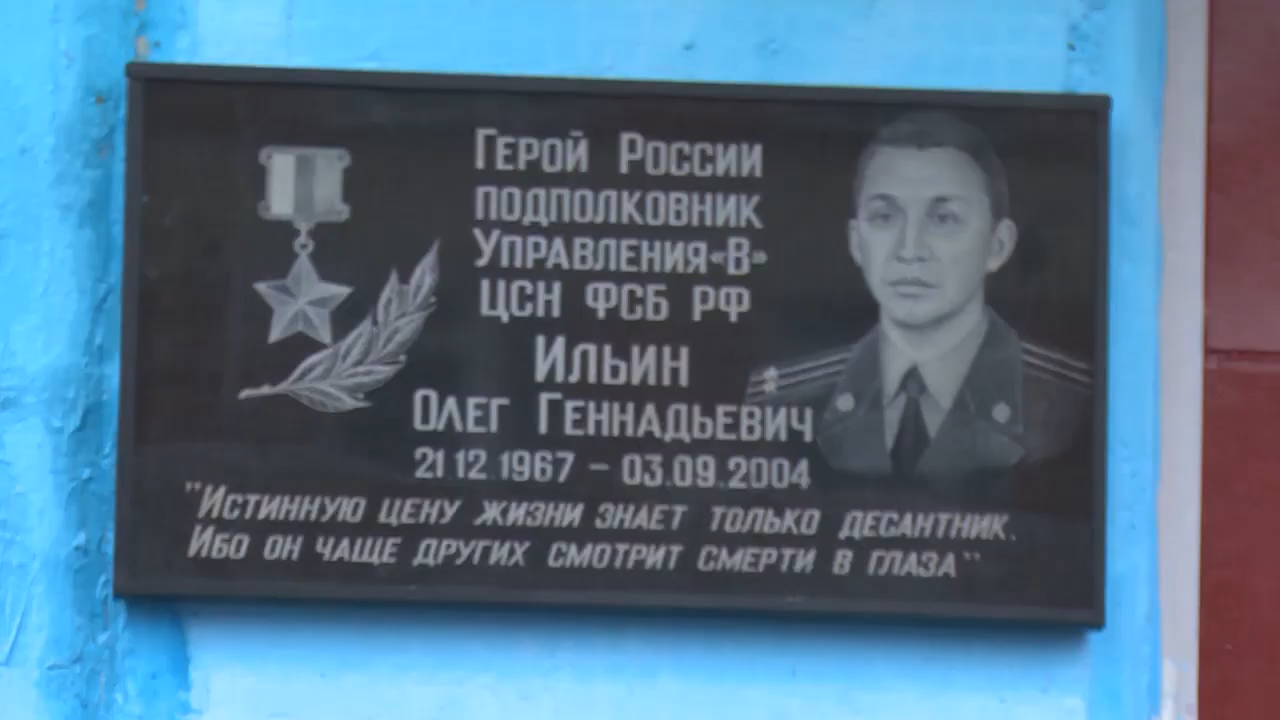 Герой России
подполковник
Управления «В»
ЦСН ФСБ РФ
Ильин
Олег Геннадьевич
21.12.1967 – 03.09.2004
"Истинную цену жизни знает только десантник.
Ибо он чаще других смотрит смерти в глаза"